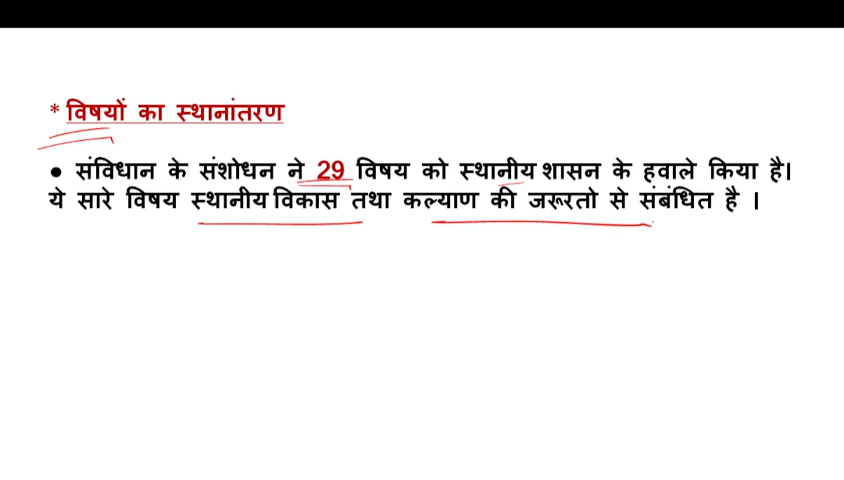 * विषयों का स्थानांतरण
● संविधान के संशोधन ने 29 विषय को स्थानीय शासन के हवाले किया है।
ये सारे विषय स्थानीय विकास तथा कल्याण की जरूरतो से संबंधित है ।